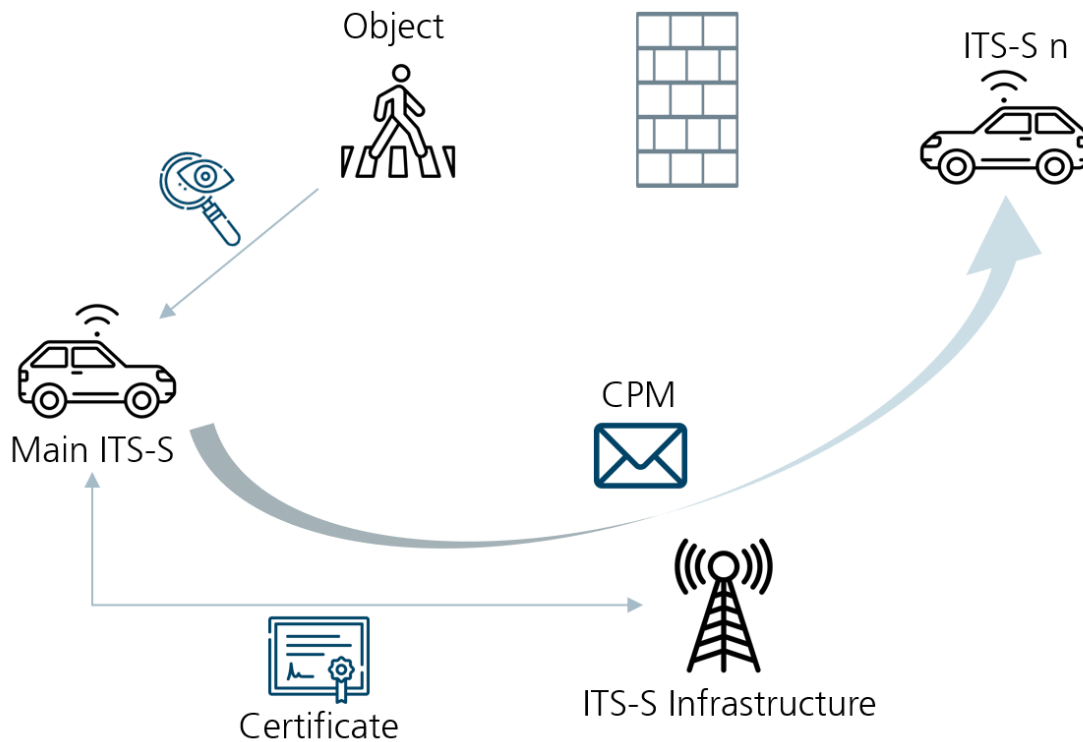 Object
ITS-S n
Main ITS-S
CPM
Certificate
ITS-S Infrastructure